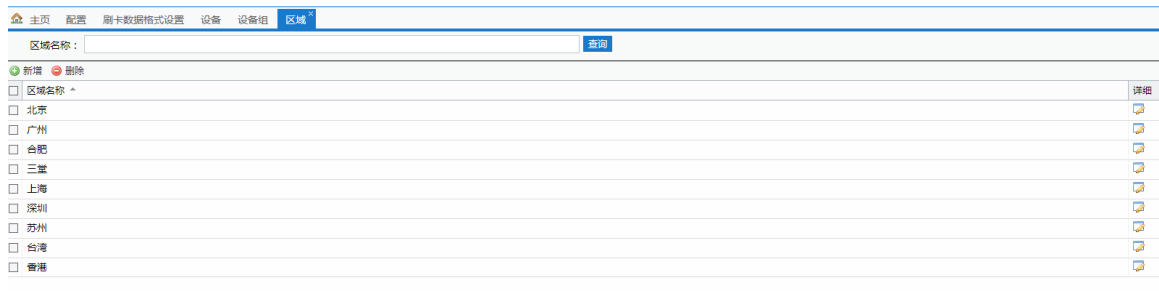 主页 配置 刷卡数据格式设置 设备 设备组 区域
区域名称： 查询
新增 删除
区域名称 详细
北京
广州
合肥
三堂
上海
深圳
苏州
台湾
香港